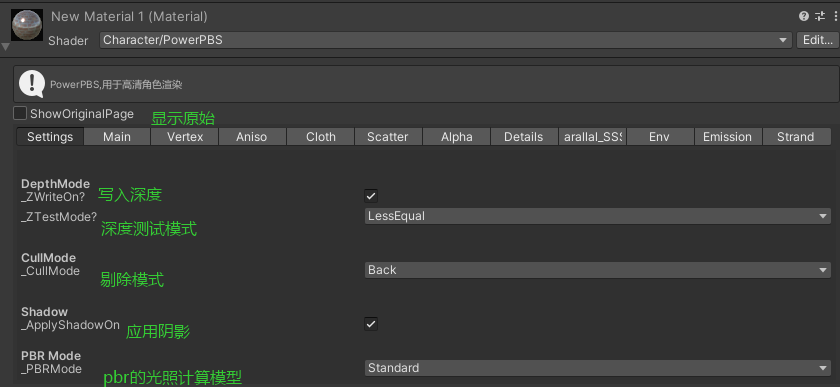 New Material 1 (Material)
Shader Character/PowerPBS Edit...
PowerPBS,用于高清角色渲染
ShowOriginalPage 显示原始
Settings Main Vertex Aniso Cloth Scatter Alpha Details arallal_SSS Env Emission Strand
DepthMode
_ZWriteOn? 写入深度
_ZTestMode? 深度测试模式 LessEqual
CullMode
_CullMode 剔除模式 Back
Shadow
_ApplyShadowOn 应用阴影
PBR Mode
_PBRMode pbr的光照计算模型 Standard